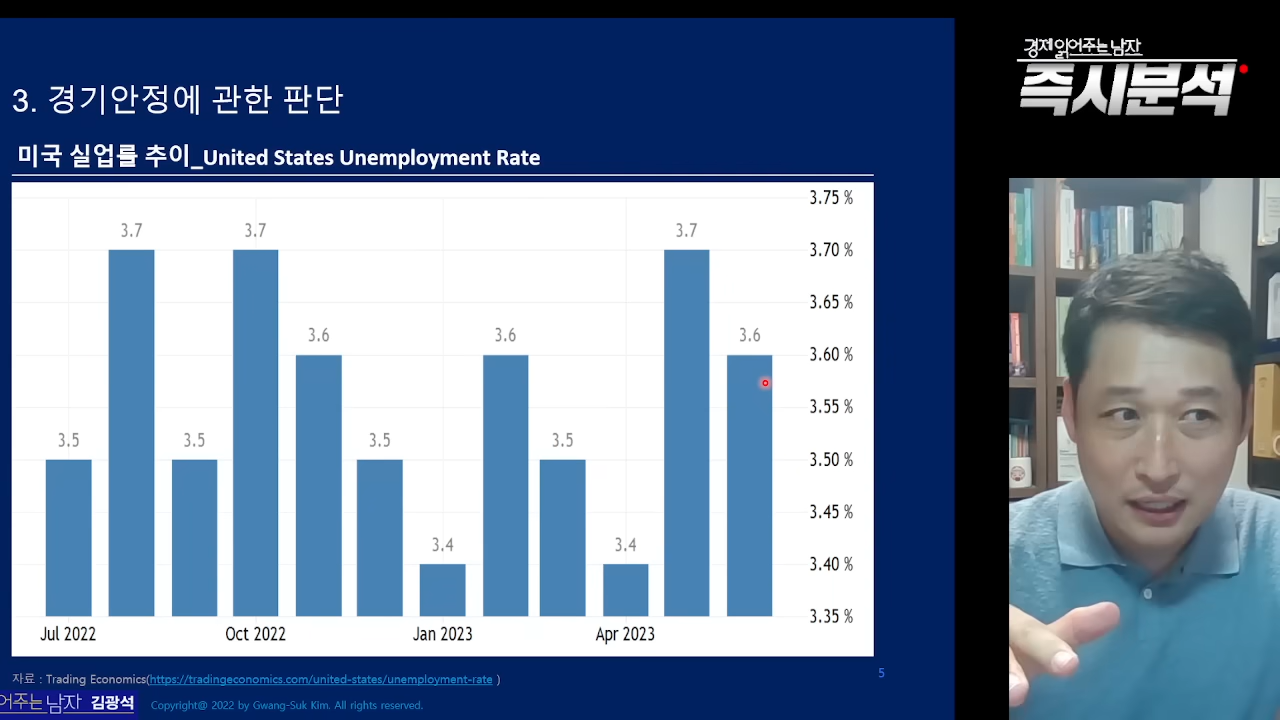 경제 읽어주는 남자
즉시분석
3. 경기안정에 관한 판단
미국 실업률 추이_United States Unemployment Rate
3.75 %
3.70 %
3.65 %
3.60 %
3.55 %
3.50 %
3.45 %
3.40 %
3.35 %
3.5
3.7
3.5
3.7
3.6
3.5
3.4
3.6
3.5
3.4
3.7
3.6
Jul 2022 Oct 2022 Jan 2023 Apr 2023
자료 : Trading Economics(https://tradingeconomics.com/united-states/unemployment-rate )
5
어주는 남자 김광석
Copyright@ 2022 by Gwang-Suk Kim. All rights reserved.